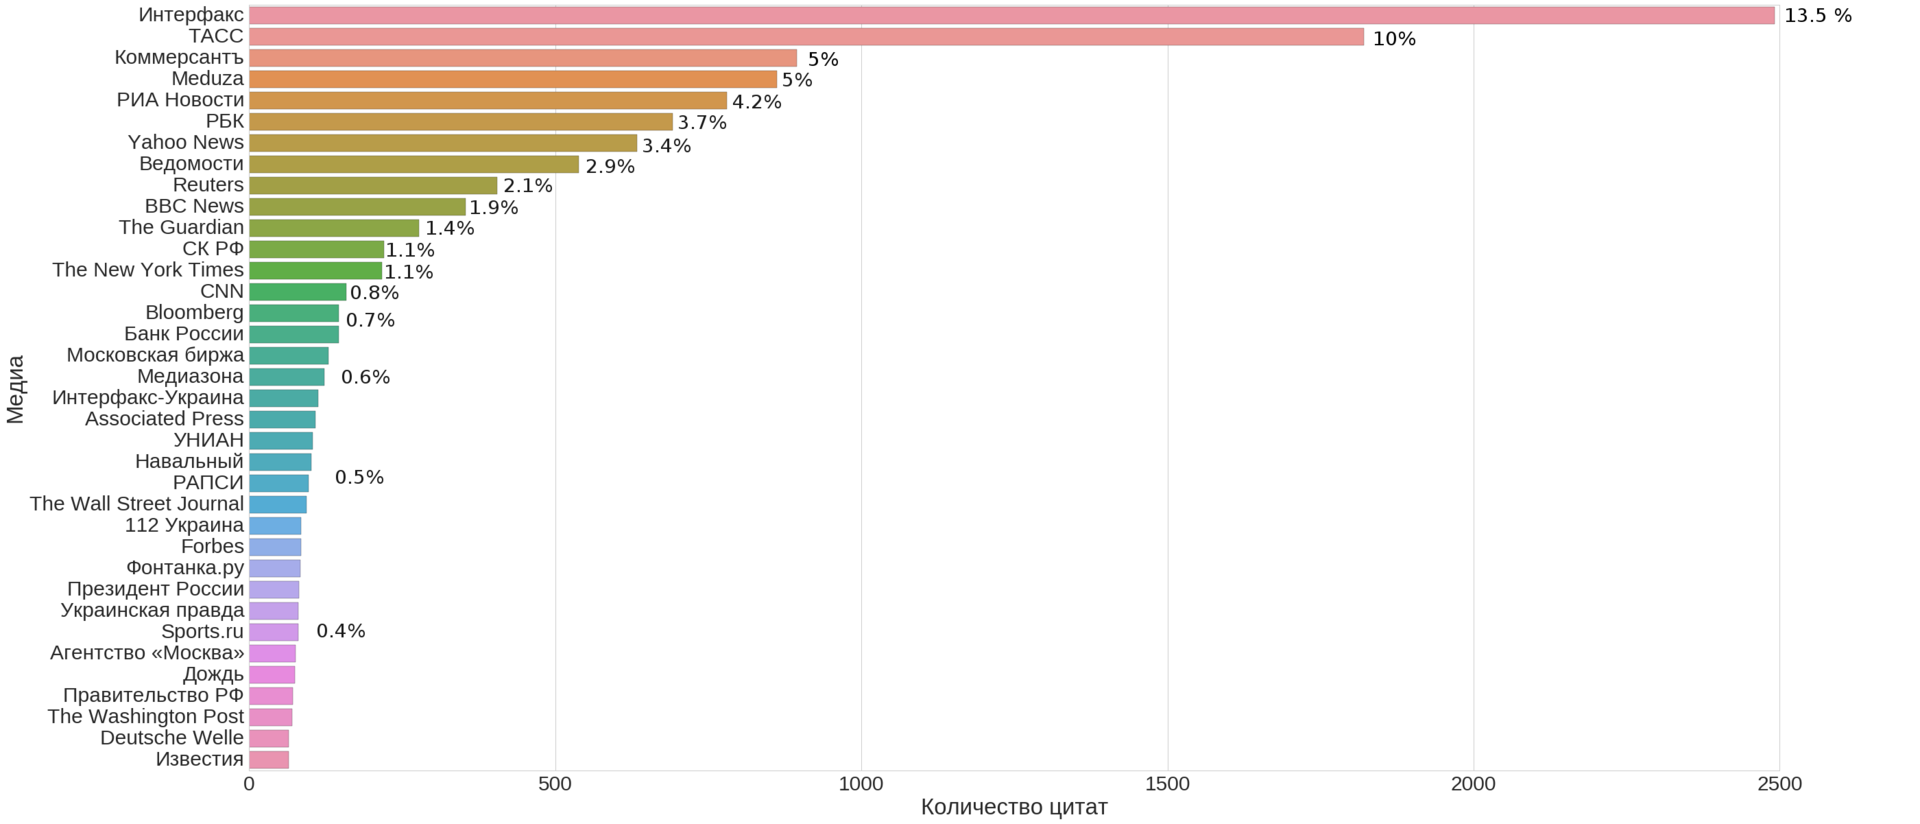 Интерфакс 13.5 %
ТАСС 10%
Коммерсантъ 5%
Meduza 5%
РИА Новости 4.2%
РБК 3.7%
Yahoo News 3.4%
Ведомости 2.9%
Reuters 2.1%
BBC News 1.9%
The Guardian 1.4%
СК РФ 1.1%
The New York Times 1.1%
CNN 0.8%
Bloomberg 0.7%
Банк России
Московская биржа
Медиазона 0.6%
Интерфакс-Украина
Associated Press
УНИАН
Навальный
РАПСИ 0.5%
The Wall Street Journal
112 Украина
Forbes
Фонтанка.ру
Президент России
Украинская правда
Sports.ru 0.4%
Агентство «Москва»
Дождь
Правительство РФ
The Washington Post
Deutsche Welle
Известия
Медиа
0 500 1000 1500 2000 2500
Количество цитат